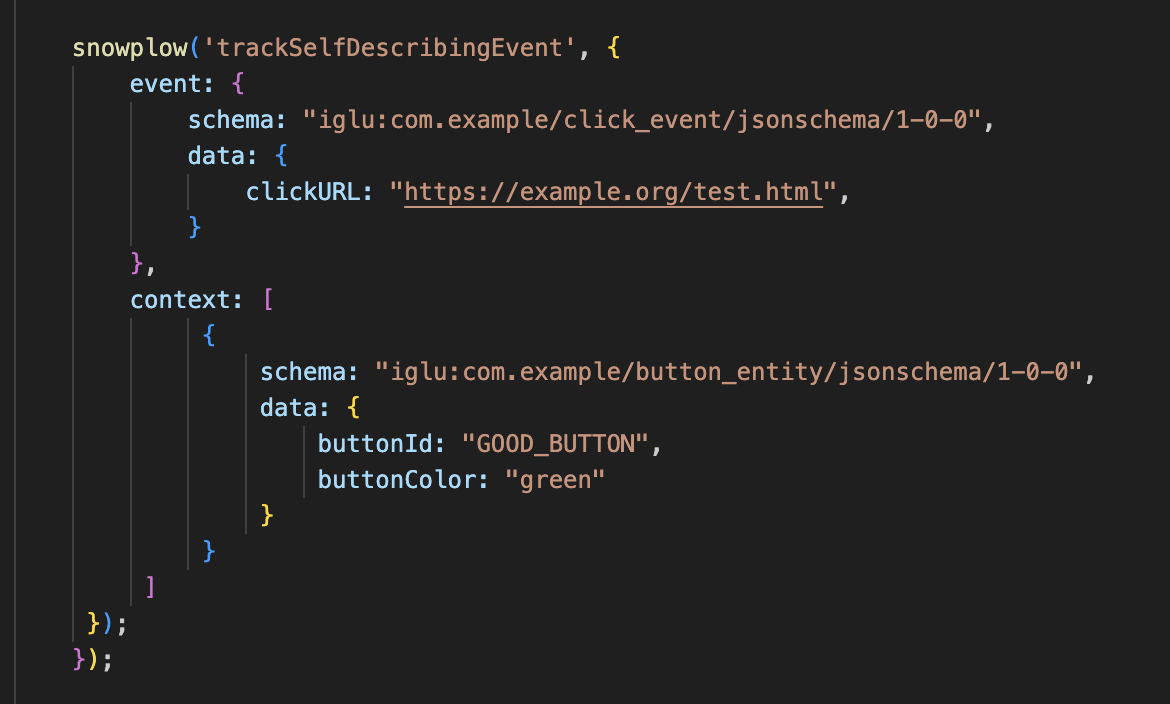 snowplow('trackSelfDescribingEvent', {
    event: {
        schema: "iglu:com.example/click_event/jsonschema/1-0-0",
        data: {
            clickURL: "https://example.org/test.html",
        }
    },
    context: [
         {
             schema: "iglu:com.example/button_entity/jsonschema/1-0-0",
             data: {
                 buttonId: "GOOD_BUTTON",
                 buttonColor: "green"
             }
         }
     ]
 });
});